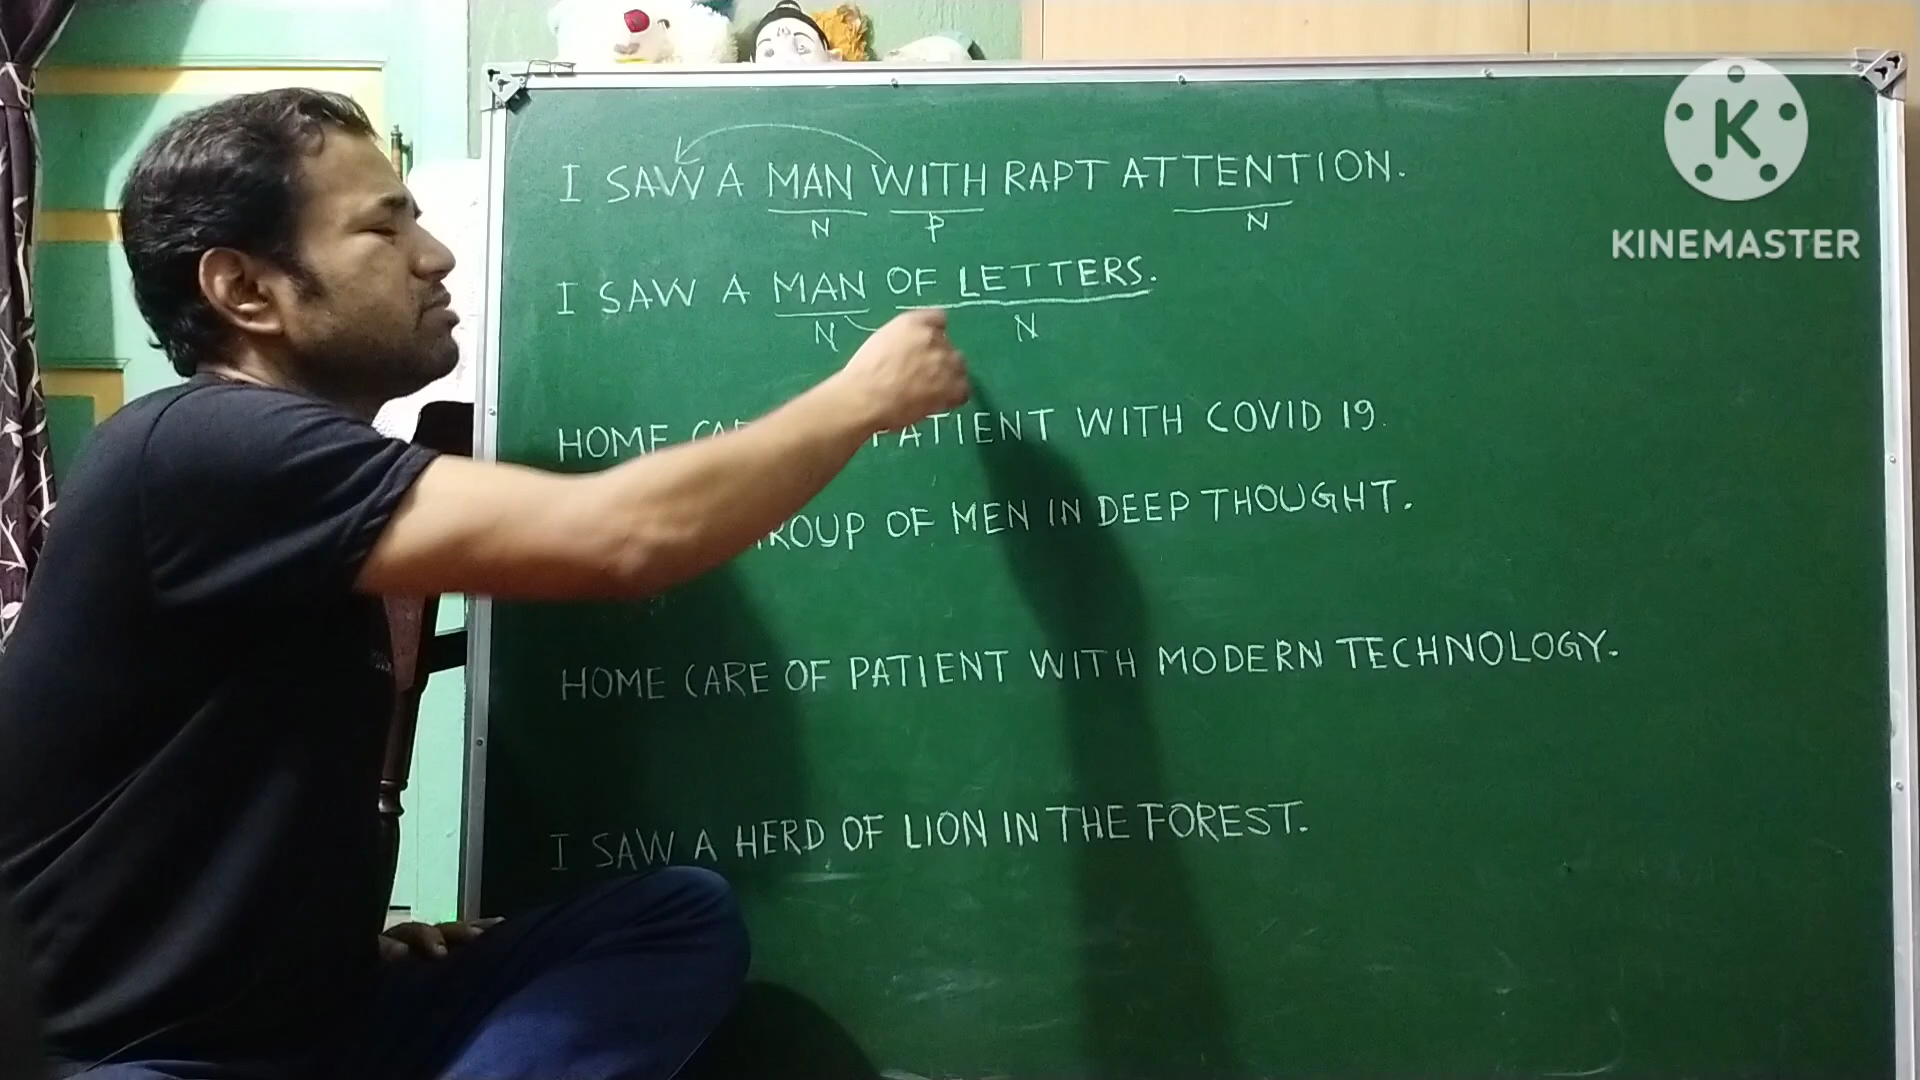 I SAW A MAN WITH RAPT ATTENTION.
N P N
I SAW A MAN OF LETTERS.
N N
HOME PATIENT WITH COVID 19.
OF MEN IN DEEP THOUGHT.
HOME CARE OF PATIENT WITH MODERN TECHNOLOGY.
I SAW A HERD OF LION IN THE FOREST.
K
KINEMASTER